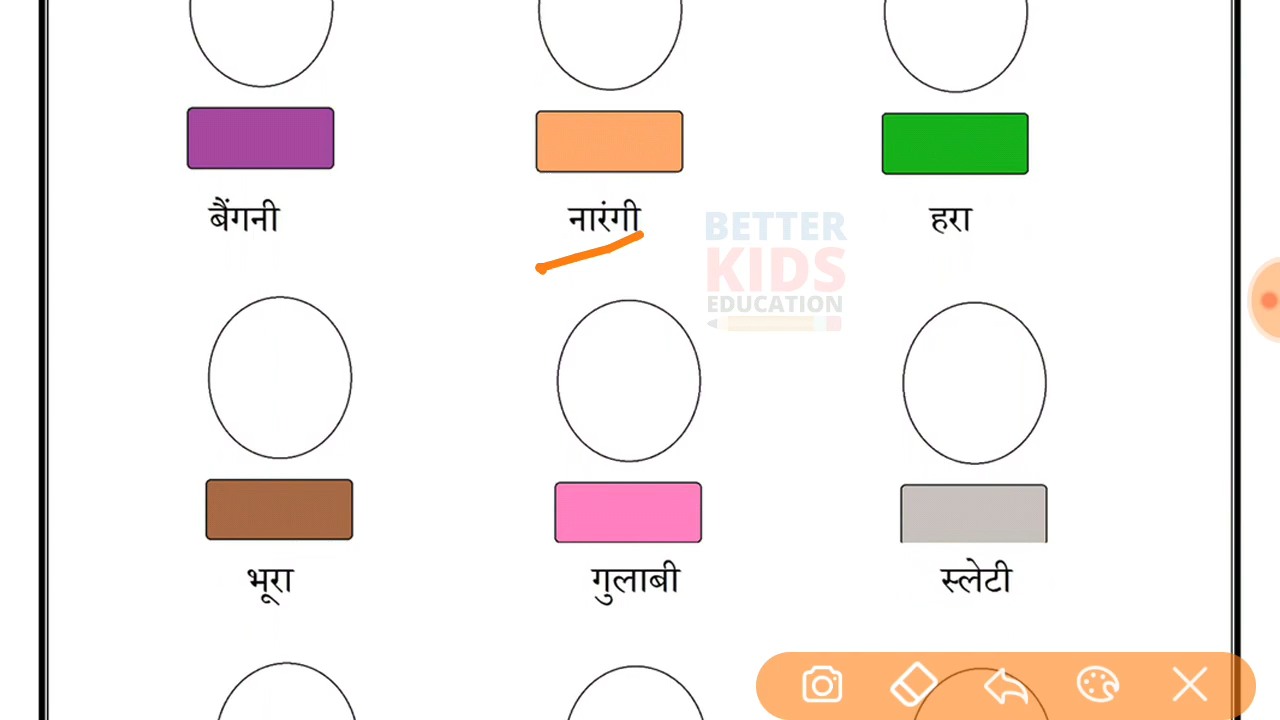 बैंगनी नारंगी हरा
BETTER
KIDS
EDUCATION
भूरा गुलाबी स्लेटी